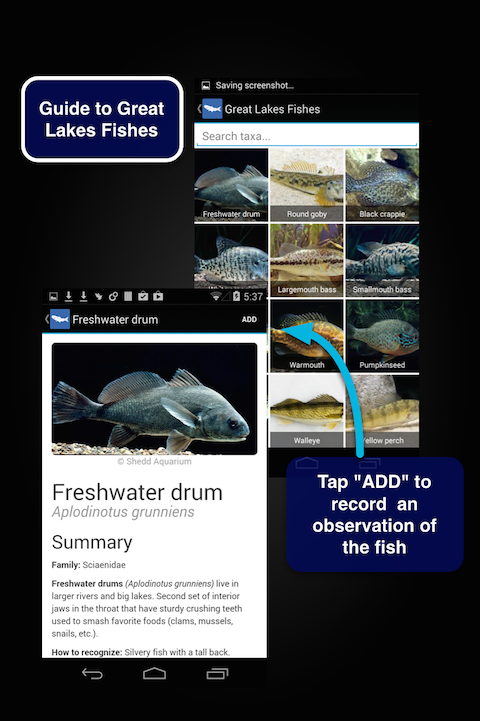 Guide to Great
Lakes Fishes
Saving screenshot...
Great Lakes Fishes
Search taxa...
Freshwater drum
Round goby
Black crappie
Largemouth bass
Smallmouth bass
Warmouth
Pumpkinseed
Walleye
Yellow perch
5:37
Freshwater drum
ADD
© Shedd Aquarium
Freshwater drum
Aplodinotus grunniens
Summary
Family: Sciaenidae
Freshwater drums (Aplodinotus grunniens) live in
larger rivers and big lakes. Second set of interior
jaws in the throat that have sturdy crushing teeth
used to smash favorite foods (clams, mussels,
snails, etc.).
How to recognize: Silvery fish with a tall back.
Tap "ADD" to
record an
observation of
the fish